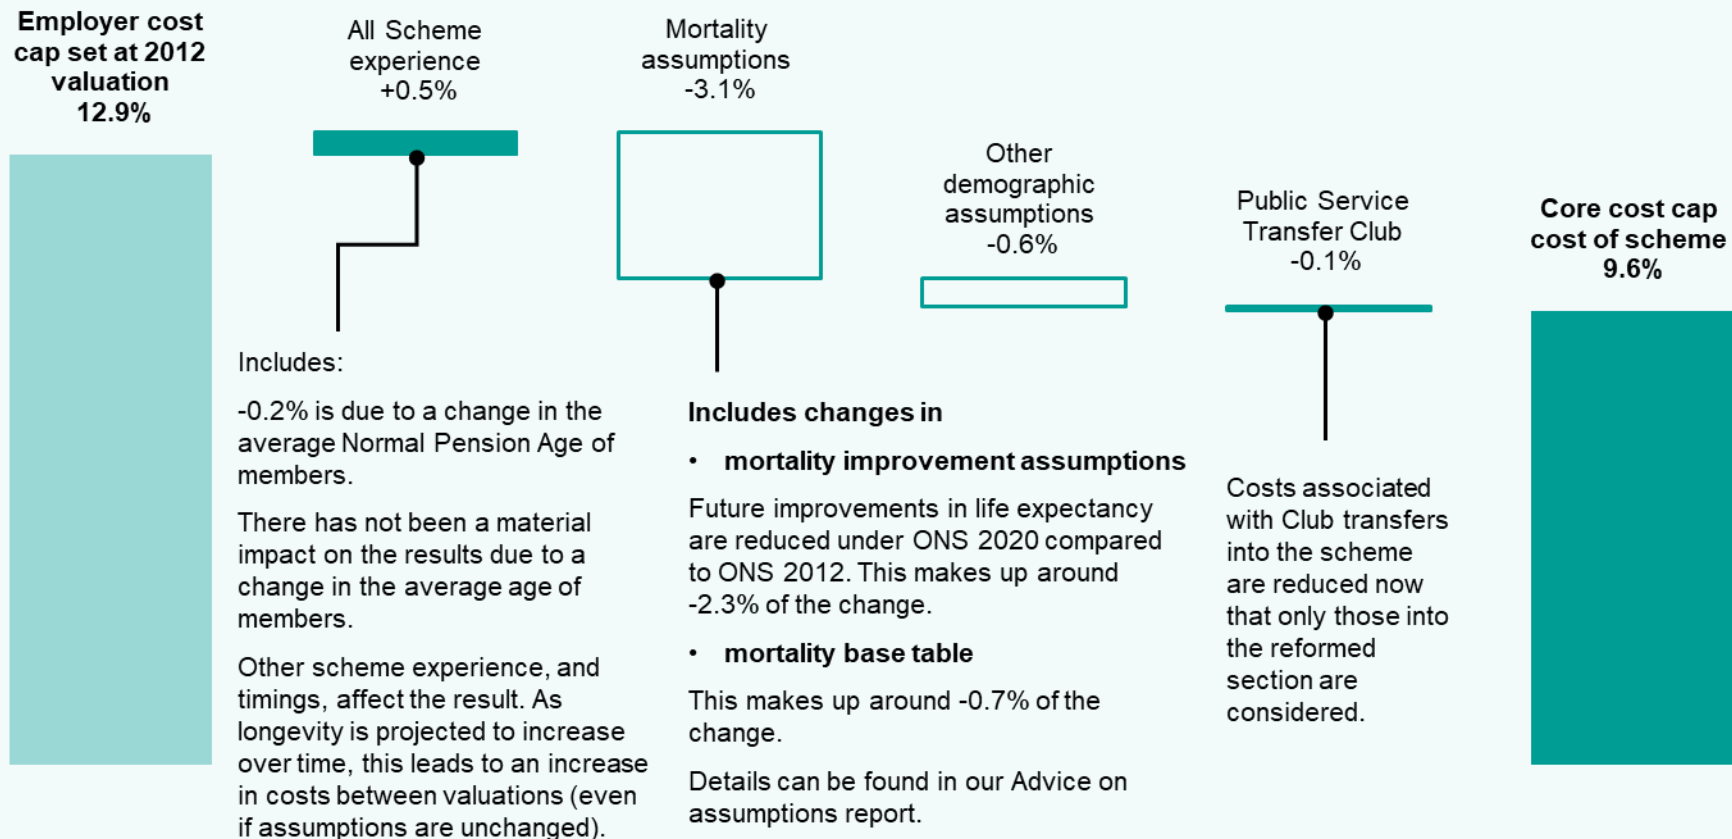 Employer cost
cap set at 2012
valuation
12.9%
All Scheme
experience
+0.5%
Mortality
assumptions
-3.1%
Other
demographic
assumptions
-0.6%
Public Service
Transfer Club
-0.1%
Core cost cap
cost of scheme
9.6%
Includes:
-0.2% is due to a change in the
average Normal Pension Age of
members.
There has not been a material
impact on the results due to a
change in the average age of
members.
Other scheme experience, and
timings, affect the result. As
longevity is projected to increase
over time, this leads to an increase
in costs between valuations (even
if assumptions are unchanged).
Includes changes in
• mortality improvement assumptions
Future improvements in life expectancy
are reduced under ONS 2020 compared
to ONS 2012. This makes up around
-2.3% of the change.
• mortality base table
This makes up around -0.7% of the
change.
Details can be found in our Advice on
assumptions report.
Costs associated
with Club transfers
into the scheme
are reduced now
that only those into
the reformed
section are
considered.